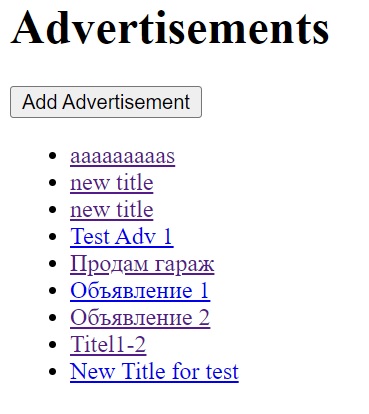 Advertisements
Add Advertisement
aaaaaaaaaas
new title
new title
Test Adv 1
Продам гараж
Объявление 1
Объявление 2
Titel1-2
New Title for test